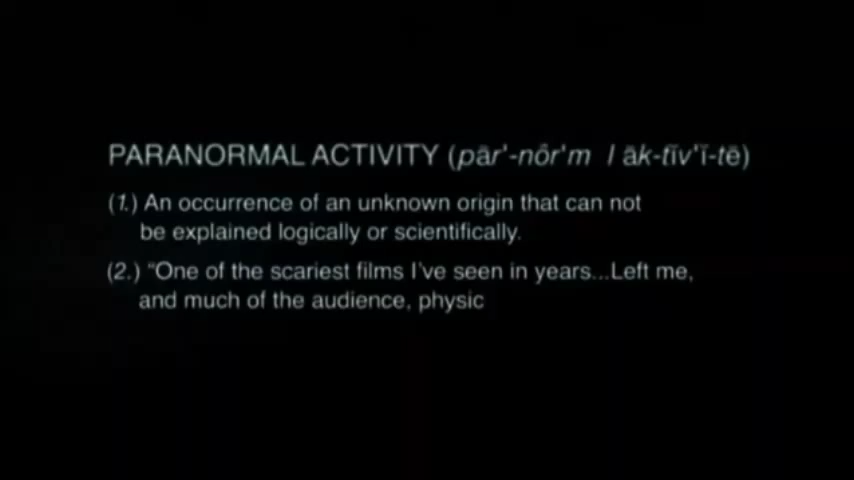 PARANORMAL ACTIVITY (păr'-nôr'm / ăk-tĭv'ĭ-tē)
(1.) An occurrence of an unknown origin that can not
be explained logically or scientifically.
(2.) "One of the scariest films I've seen in years...Left me,
and much of the audience, physic